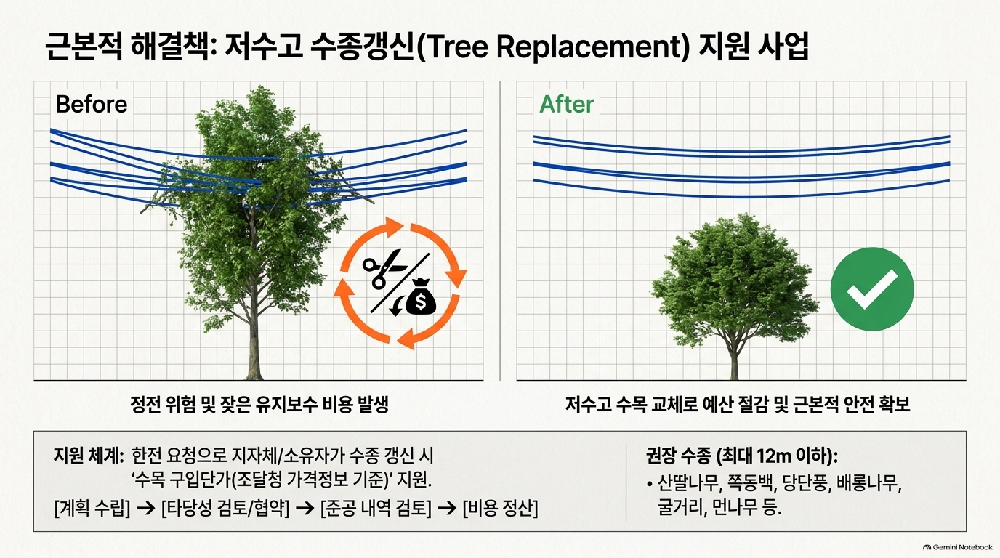 근본적 해결책: 저수고 수종갱신(Tree Replacement) 지원 사업
Before
After
$
정전 위험 및 잦은 유지보수 비용 발생
저수고 수목 교체로 예산 절감 및 근본적 안전 확보
지원 체계: 한전 요청으로 지자체/소유자가 수종 갱신 시
‘수목 구입단가(조달청 가격정보 기준)’ 지원.
[계획 수립] → [타당성 검토/협약] → [준공 내역 검토] → [비용 정산]
권장 수종 (최대 12m 이하):
• 산딸나무, 쪽동백, 당단풍, 배롱나무,
굴거리, 먼나무 등.
Gemini Notebook